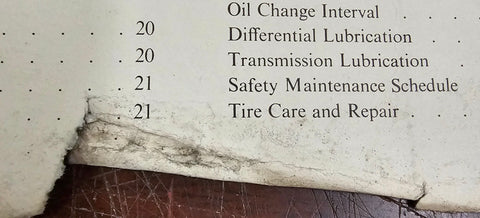 Oil Change Interval .
. . . . . 20 Differential Lubrication . . .
. . . . . 20 Transmission Lubrication . .
. . . . . 21 Safety Maintenance Schedule
. . . 21 Tire Care and Repair . . . .